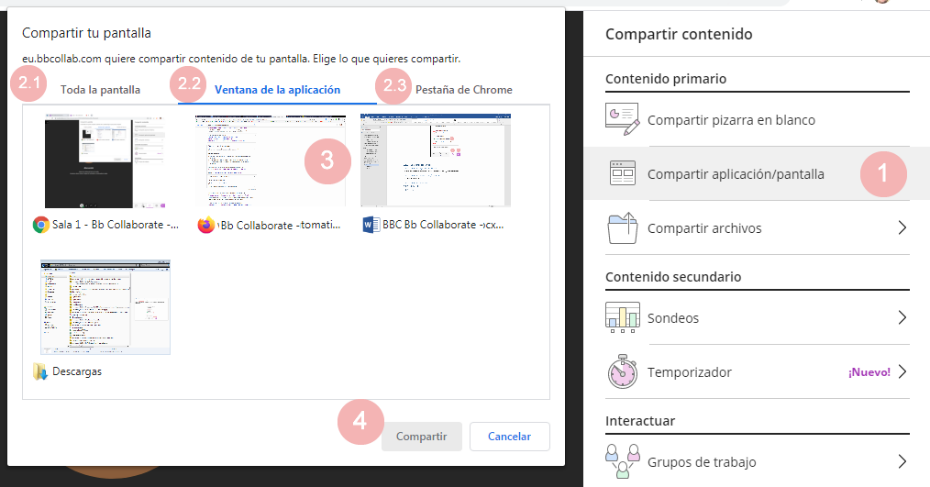 Compartir tu pantalla
eu.bbcollab.com quiere compartir contenido de tu pantalla. Elige lo que quieres compartir.
2.1
Toda la pantalla
2.2
Ventana de la aplicación
2.3
Pestaña de Chrome
3
Sala 1 - Bb Collaborate -...
Bb Collaborate -tomati...
BBC Bb Collaborate -
Descargas
4
Compartir
Cancelar
Compartir contenido
Contenido primario
Compartir pizarra en blanco
Compartir aplicación/pantalla
1
Compartir archivos
Contenido secundario
Sondeos
Temporizador
¡Nuevo!
Interactuar
Grupos de trabajo